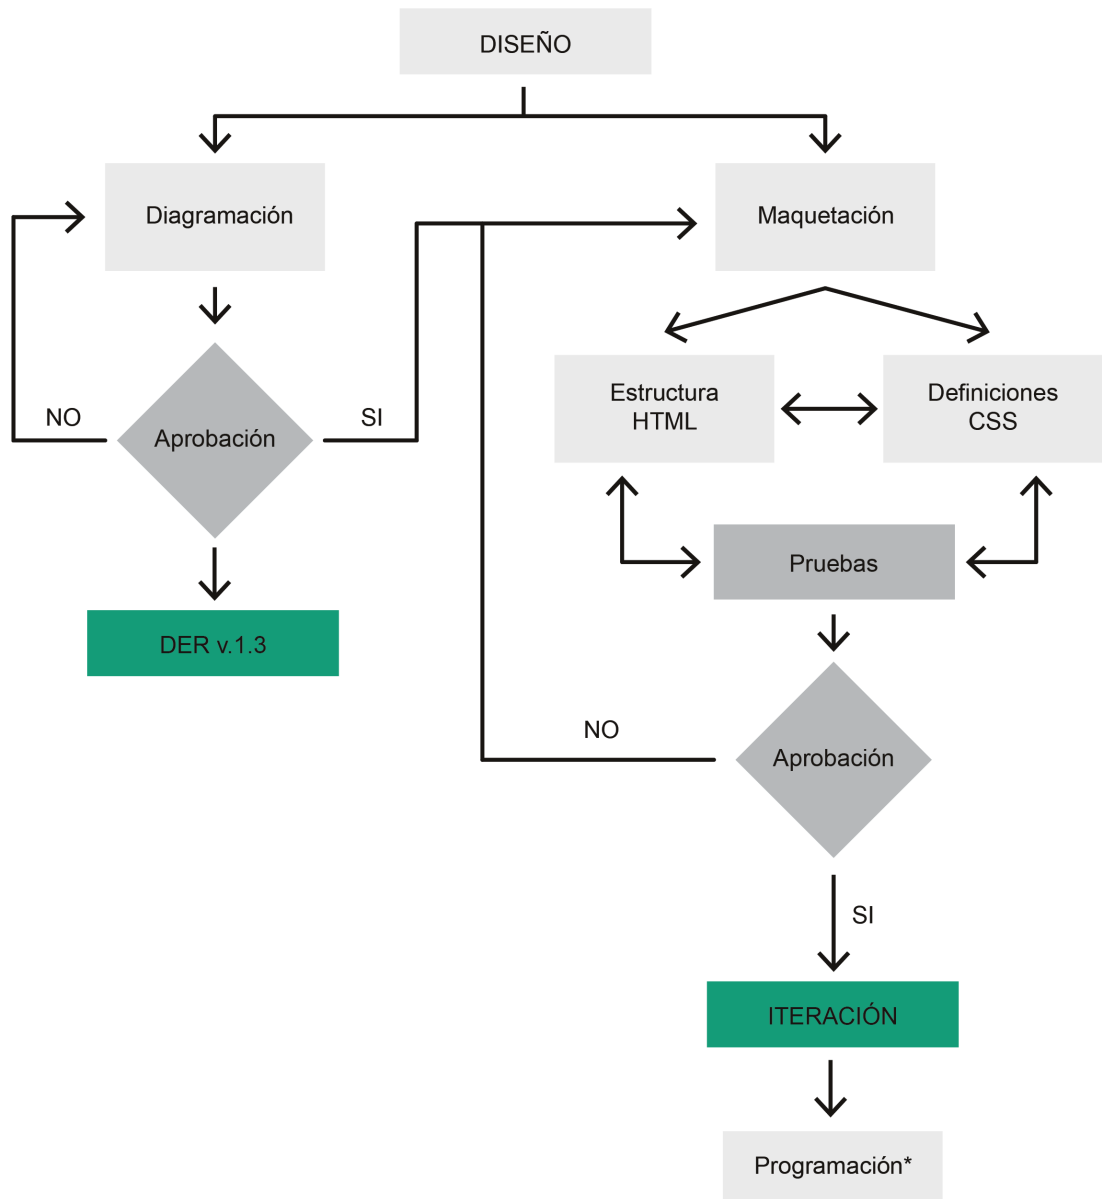 DISEÑO
Diagramación
Maquetación
Estructura
HTML
Definiciones
CSS
NO
Aprobación
SI
Pruebas
DER v.1.3
NO
Aprobación
SI
ITERACIÓN
Programación*